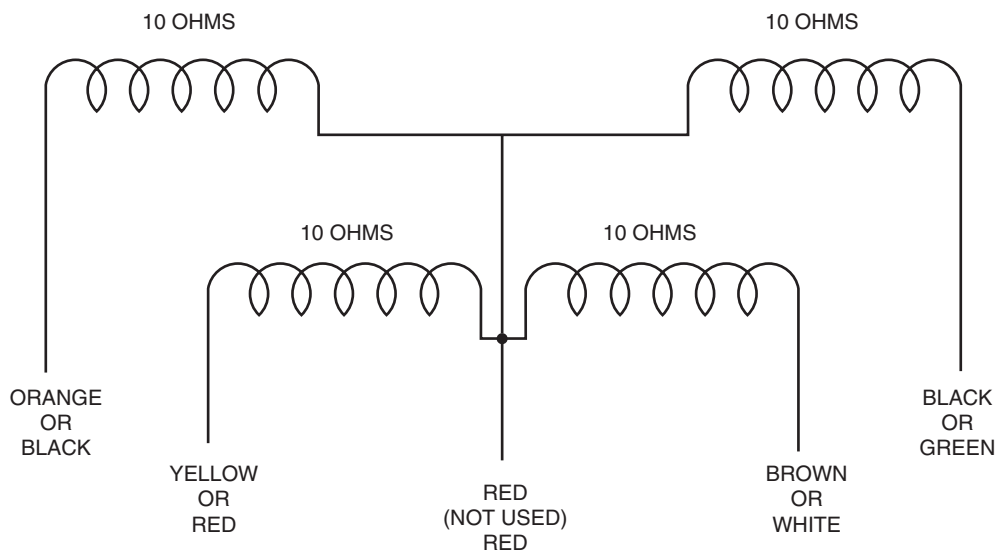 10 OHMS
10 OHMS
10 OHMS
10 OHMS
ORANGE
OR
BLACK
YELLOW
OR
RED
RED
(NOT USED)
RED
BROWN
OR
WHITE
BLACK
OR
GREEN